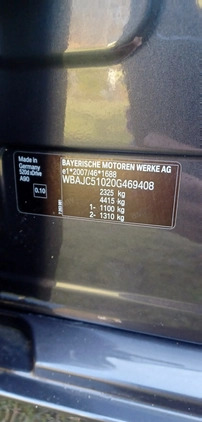 BAYERISCHE MOTOREN WERKE AG
e1*2007/46*1688
WBAJC51020G469408
2325 kg
4415 kg
1- 1100 kg
2- 1310 kg
Made in
Germany
520d xDrive
A90
0.10